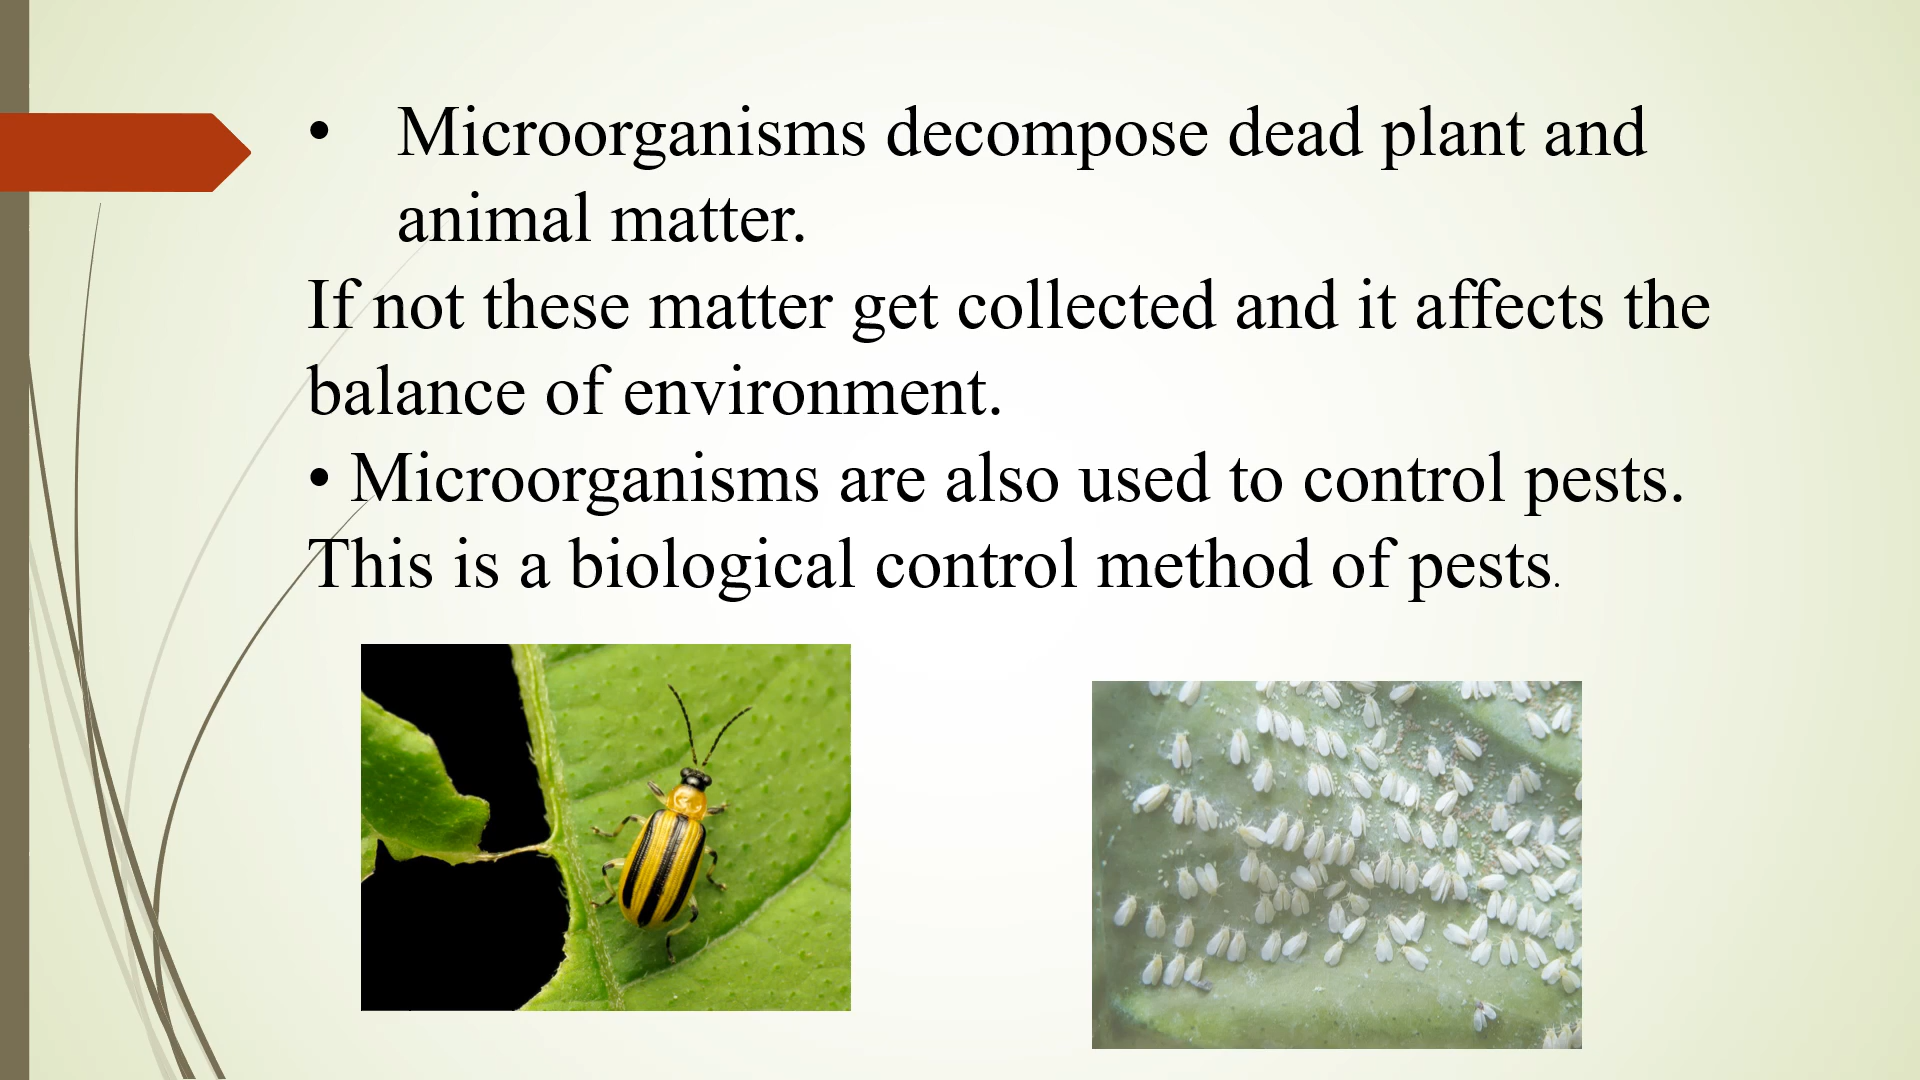 • Microorganisms decompose dead plant and
animal matter.
If not these matter get collected and it affects the
balance of environment.
• Microorganisms are also used to control pests.
This is a biological control method of pests.